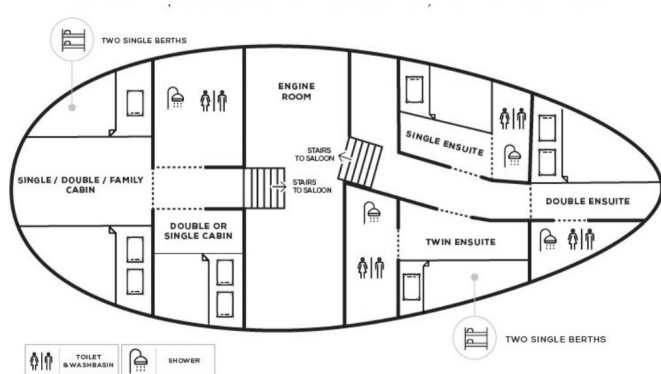 TWO SINGLE BERTHS
ENGINE
ROOM
STAIRS
TO SALOON
SINGLE ENSUITE
SINGLE / DOUBLE / FAMILY
CABIN
STAIRS
TO SALOON
DOUBLE ENSUITE
DOUBLE OR
SINGLE CABIN
TWIN ENSUITE
TWO SINGLE BERTHS
TOILET
& WASHBASIN
SHOWER